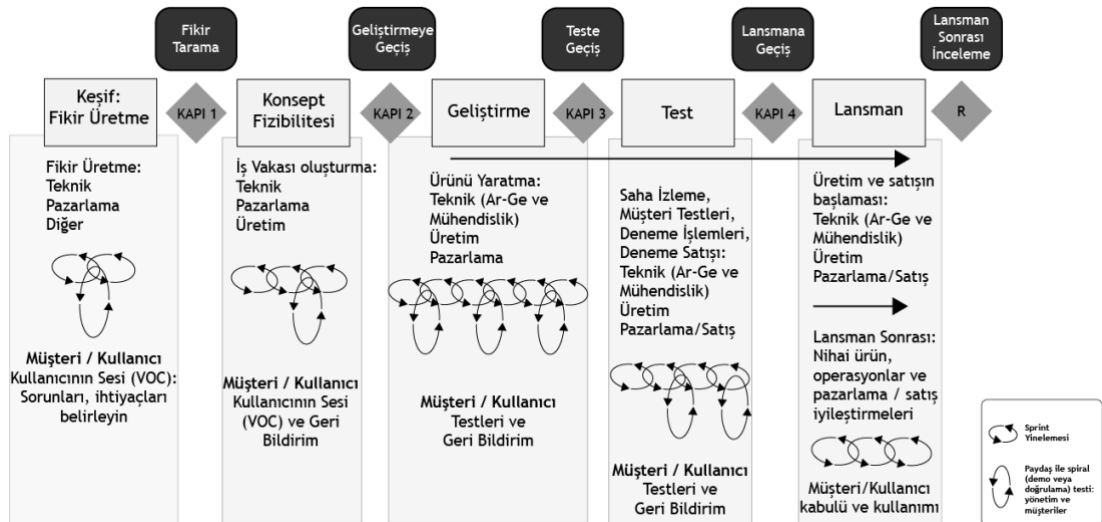 Fikir
Tarama
Geliştirmeye
Geçiş
Teste
Geçiş
Lansmana
Geçiş
Lansman
Sonrası
İnceleme
Keşif:
Fikir Üretme
KAPI 1
Konsept
Fizibilitesi
KAPI 2
Geliştirme
KAPI 3
Test
KAPI 4
Lansman
R
Fikir Üretme:
Teknik
Pazarlama
Diğer
Müşteri / Kullanıcı
Kullanıcının Sesi (VOC):
Sorunları, ihtiyaçları
belirleyin
İş Vakası oluşturma:
Teknik
Pazarlama
Üretim
Müşteri / Kullanıcı
Kullanıcının Sesi
(VOC) ve Geri
Bildirim
Ürünü Yaratma:
Teknik (Ar-Ge ve
Mühendislik)
Üretim
Pazarlama
Müşteri / Kullanıcı
Testleri ve
Geri Bildirim
Saha İzleme,
Müşteri Testleri,
Deneme İşlemleri,
Deneme Satışı:
Teknik (Ar-Ge ve
Mühendislik)
Üretim
Pazarlama/Satış
Müşteri / Kullanıcı
Testleri ve
Geri Bildirim
Üretim ve satışın
başlaması:
Teknik (Ar-Ge ve
Mühendislik)
Üretim
Pazarlama/Satış
Lansman Sonrası:
Nihai ürün,
operasyonlar ve
pazarlama / satış
iyileştirmeleri
Müşteri/Kullanıcı
kabulü ve kullanımı
Sprint
Yinelemesi
Paydaş ile spiral
(demo veya
doğrulama) testi:
yönetim ve
müşteriler